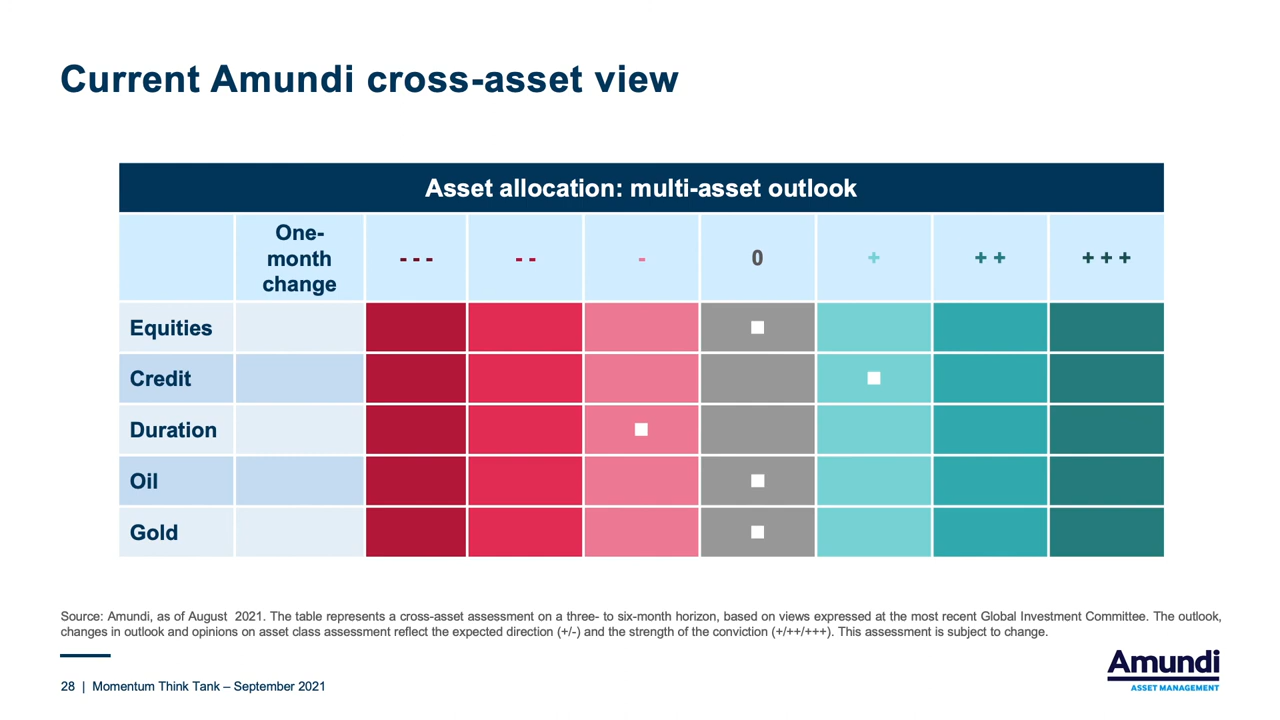 Current Amundi cross-asset view
Asset allocation: multi-asset outlook
One-
month
change
- - -
- -
-
0
+
+ +
+ + +
Equities
Credit
Duration
Oil
Gold
Source: Amundi, as of August  2021. The table represents a cross-asset assessment on a three- to six-month horizon, based on views expressed at the most recent Global Investment Committee. The outlook,
changes in outlook and opinions on asset class assessment reflect the expected direction (+/-) and the strength of the conviction (+/++/+++). This assessment is subject to change.
28 | Momentum Think Tank – September 2021
Amundi
ASSET MANAGEMENT